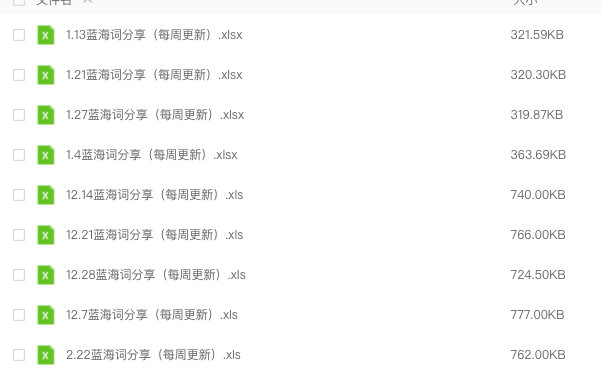 文件名 大小
1.13蓝海词分享（每周更新）.xlsx 321.59KB
1.21蓝海词分享（每周更新）.xlsx 320.30KB
1.27蓝海词分享（每周更新）.xlsx 319.87KB
1.4蓝海词分享（每周更新）.xlsx 363.69KB
12.14蓝海词分享（每周更新）.xls 740.00KB
12.21蓝海词分享（每周更新）.xls 766.00KB
12.28蓝海词分享（每周更新）.xls 724.50KB
12.7蓝海词分享（每周更新）.xls 777.00KB
2.22蓝海词分享（每周更新）.xls 762.00KB